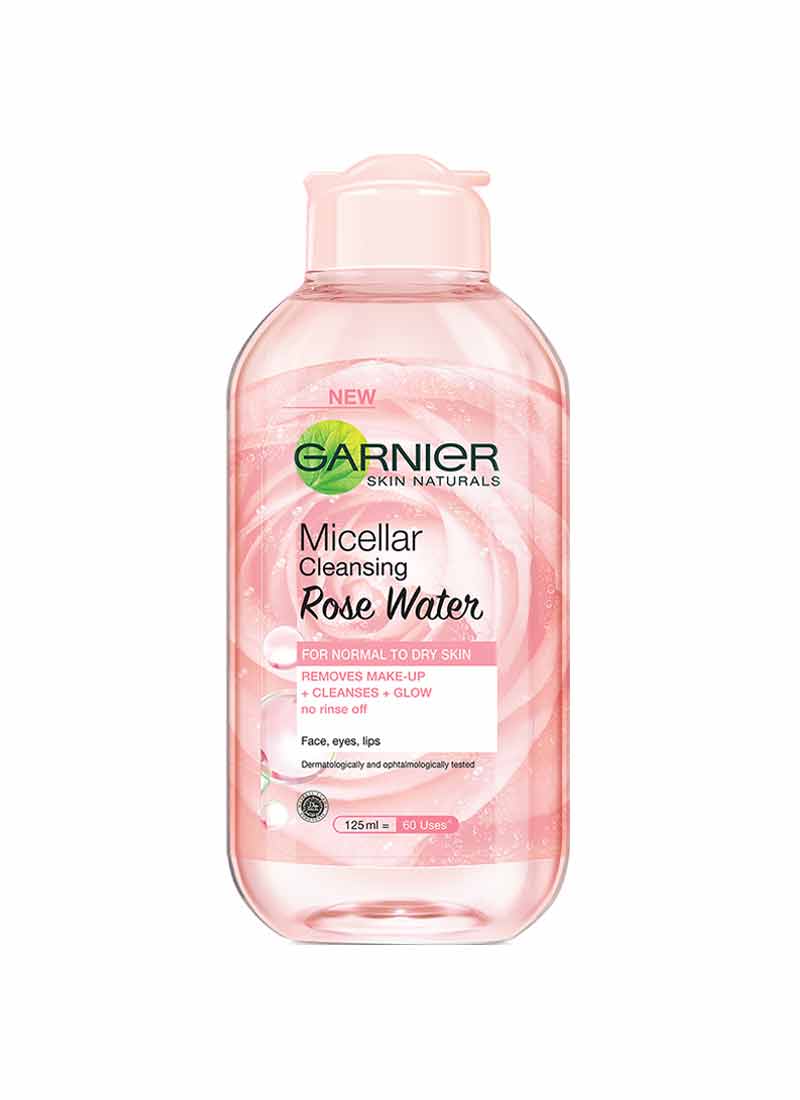 NEW
GARNIER
SKIN NATURALS
Micellar
Cleansing
Rose Water
FOR NORMAL TO DRY SKIN
REMOVES MAKE-UP
+ CLEANSES + GLOW
no rinse off
Face, eyes, lips
Dermatologically and ophtalmologically tested
125ml = 60 Uses^